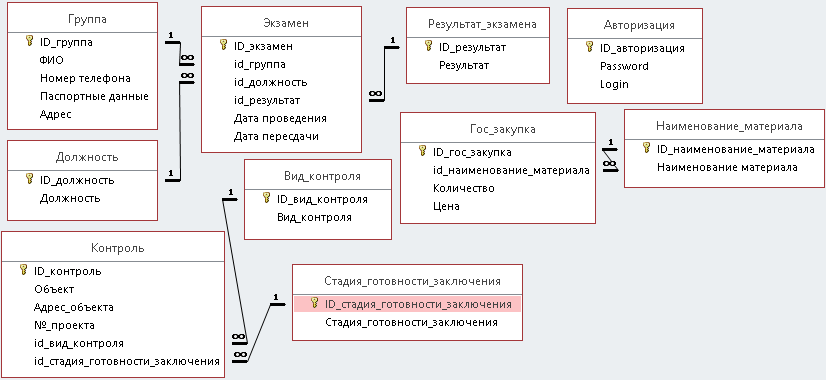 Группа
ID_группа
ФИО
Номер телефона
Паспортные данные
Адрес
1
∞
∞
Экзамен
ID_экзамен
id_группа
id_должность
id_результат
Дата проведения
Дата пересдачи
1
∞
Результат_экзамена
ID_результат
Результат
Авторизация
ID_авторизация
Password
Login
Должность
ID_должность
Должность
1
Вид_контроля
ID_вид_контроля
Вид_контроля
1
Гос_закупка
ID_гос_закупка
id_наименование_материала
Количество
Цена
1
∞
Наименование_материала
ID_наименование_материала
Наименование материала
Контроль
ID_контроль
Объект
Адрес_объекта
№_проекта
id_вид_контроля
id_стадия_готовности_заключения
∞
∞
1
Стадия_готовности_заключения
ID_стадия_готовности_заключения
Стадия_готовности_заключения